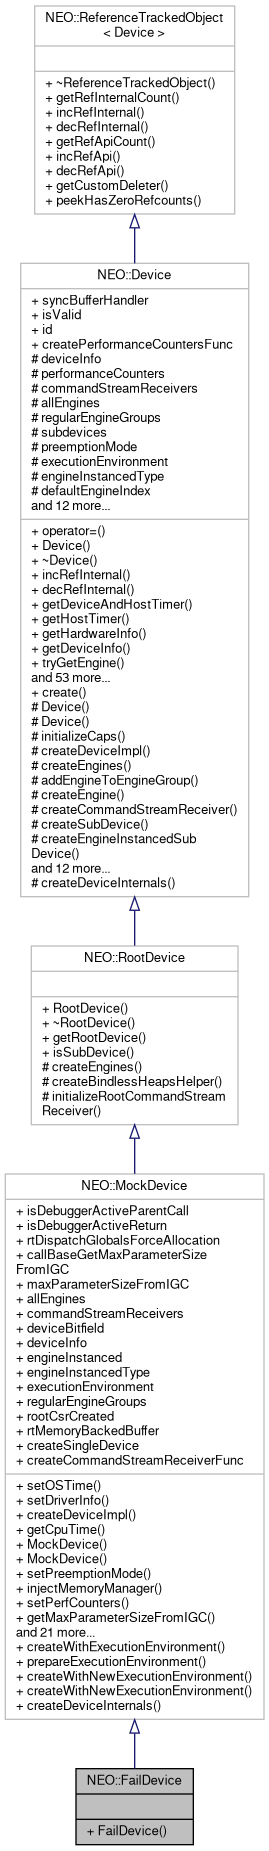 NEO::ReferenceTrackedObject
< Device >
+ ~ReferenceTrackedObject()
+ getRefInternalCount()
+ incRefInternal()
+ decRefInternal()
+ getRefApiCount()
+ incRefApi()
+ decRefApi()
+ getCustomDeleter()
+ peekHasZeroRefcounts()
NEO::Device
+ syncBufferHandler
+ isValid
+ id
+ createPerformanceCountersFunc
# deviceInfo
# performanceCounters
# commandStreamReceivers
# allEngines
# regularEngineGroups
# subdevices
# preemptionMode
# executionEnvironment
# engineInstancedType
# defaultEngineIndex
and 12 more...
+ operator=()
+ Device()
+ ~Device()
+ incRefInternal()
+ decRefInternal()
+ getDeviceAndHostTimer()
+ getHostTimer()
+ getHardwareInfo()
+ getDeviceInfo()
+ tryGetEngine()
and 53 more...
+ create()
# Device()
# Device()
# initializeCaps()
# createDeviceImpl()
# createEngines()
# addEngineToEngineGroup()
# createEngine()
# createCommandStreamReceiver()
# createSubDevice()
# createEngineInstancedSub
Device()
and 12 more...
# createDeviceInternals()
NEO::RootDevice
+ RootDevice()
+ ~RootDevice()
+ getRootDevice()
+ isSubDevice()
# createEngines()
# createBindlessHeapsHelper()
# initializeRootCommandStream
Receiver()
NEO::MockDevice
+ isDebuggerActiveParentCall
+ isDebuggerActiveReturn
+ rtDispatchGlobalsForceAllocation
+ callBaseGetMaxParameterSize
FromIGC
+ maxParameterSizeFromIGC
+ allEngines
+ commandStreamReceivers
+ deviceBitfield
+ deviceInfo
+ engineInstanced
+ engineInstancedType
+ executionEnvironment
+ regularEngineGroups
+ rootCsrCreated
+ rtMemoryBackedBuffer
+ createSingleDevice
+ createCommandStreamReceiverFunc
+ setOSTime()
+ setDriverInfo()
+ createDeviceImpl()
+ getCpuTime()
+ MockDevice()
+ MockDevice()
+ setPreemptionMode()
+ injectMemoryManager()
+ setPerfCounters()
+ getMaxParameterSizeFromIGC()
and 21 more...
+ createWithExecutionEnvironment()
+ prepareExecutionEnvironment()
+ createWithNewExecutionEnvironment()
+ createWithNewExecutionEnvironment()
+ createDeviceInternals()
NEO::FailDevice
+ FailDevice()